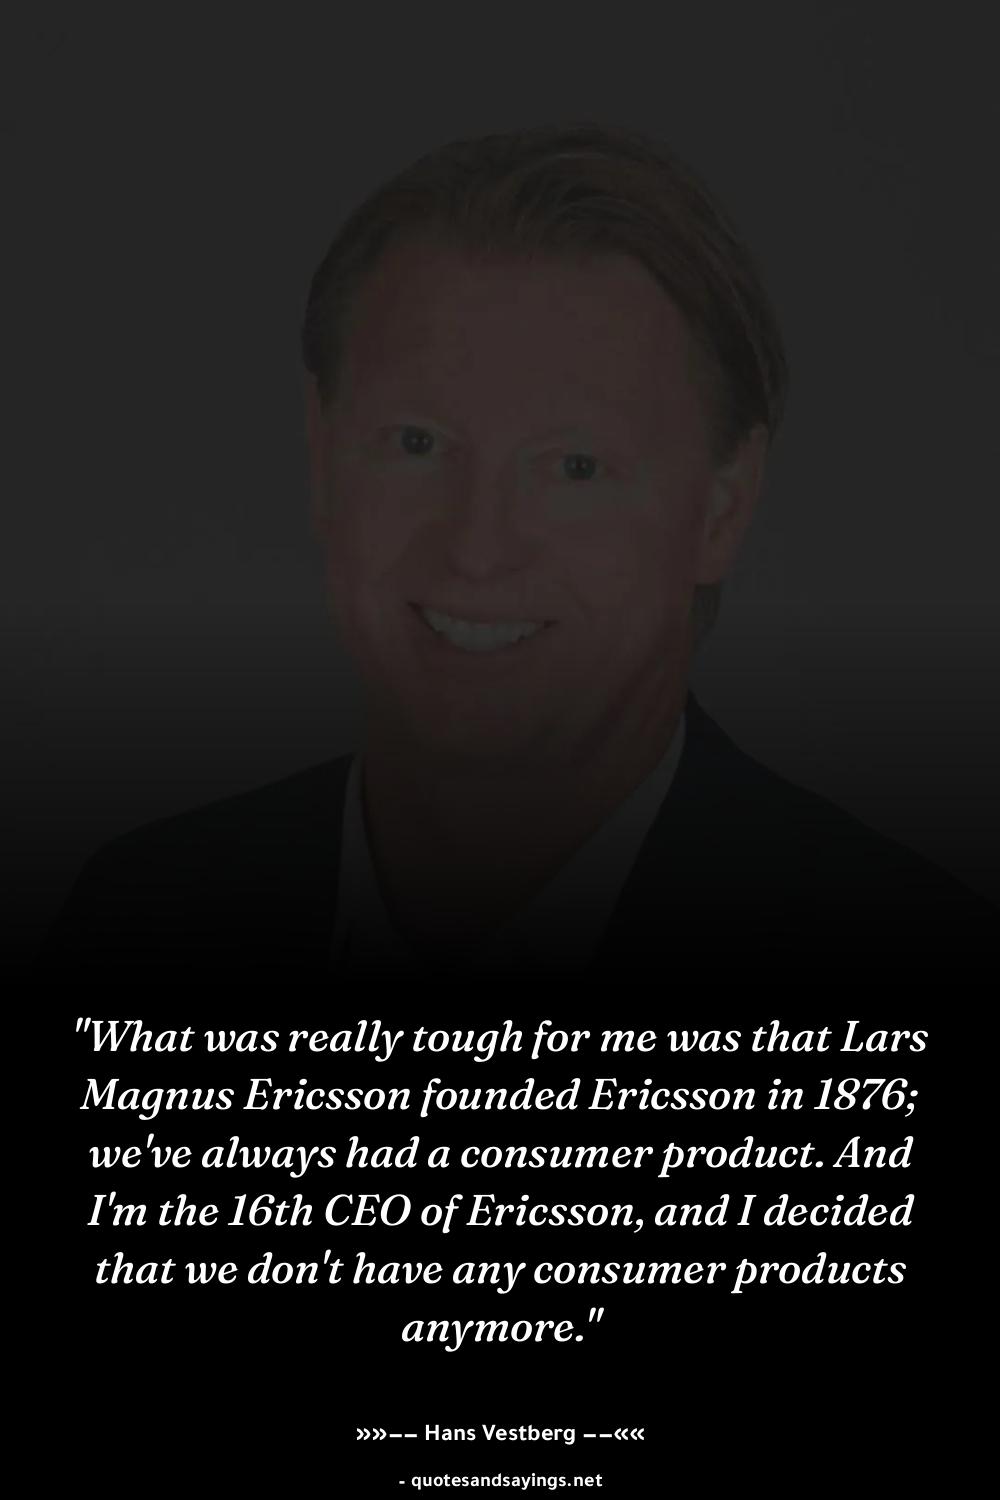 "What was really tough for me was that Lars
Magnus Ericsson founded Ericsson in 1876;
we've always had a consumer product. And
I'm the 16th CEO of Ericsson, and I decided
that we don't have any consumer products
anymore."
»»−− Hans Vestberg −−««
- quotesandsayings.net